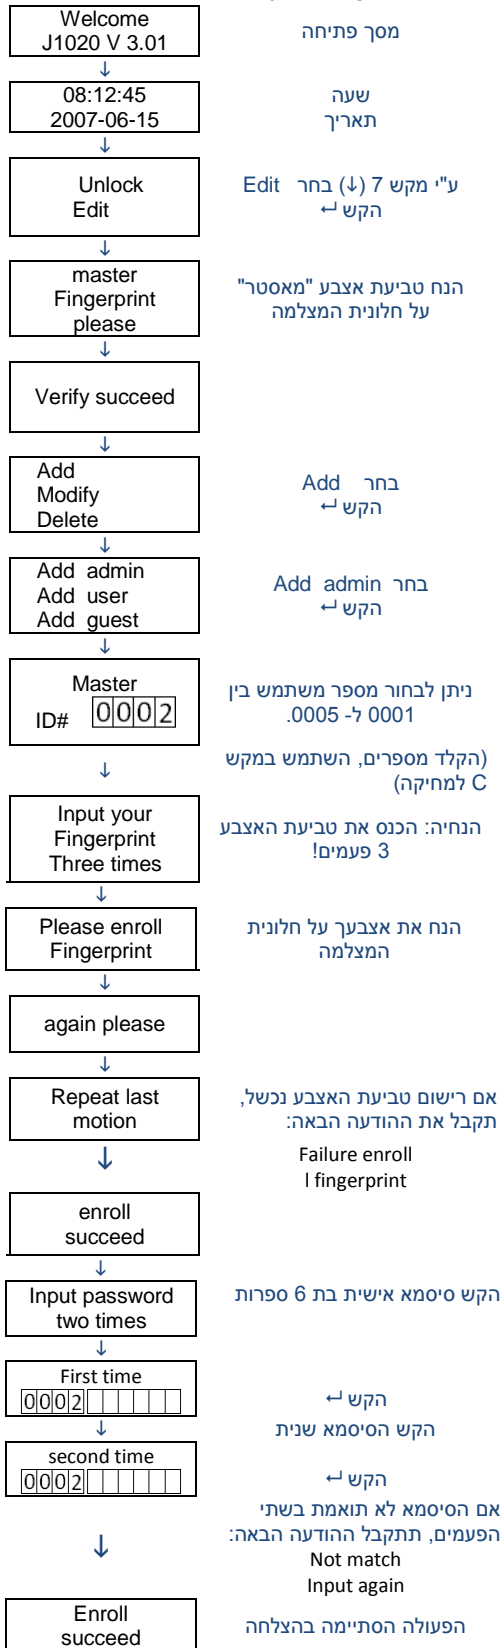 Welcome
J1020 V 3.01
מסך פתיחה
↓
08:12:45
2007-06-15
שעה
תאריך
↓
Unlock
Edit
ע"י מקש 7 (↓) בחר Edit
הקש ↵
↓
master
Fingerprint
please
הנח טביעת אצבע "מאסטר"
על חלונית המצלמה
↓
Verify succeed
↓
Add
Modify
Delete
בחר Add
הקש ↵
↓
Add admin
Add user
Add guest
בחר Add admin
הקש ↵
↓
Master
ID# 0002
ניתן לבחור מספר משתמש בין
0001 ל- 0005.
(הקלד מספרים, השתמש במקש
C למחיקה)
↓
Input your
Fingerprint
Three times
הנחיה: הכנס את טביעת האצבע
3 פעמים!
↓
Please enroll
Fingerprint
הנח את אצבעך על חלונית
המצלמה
↓
again please
↓
Repeat last
motion
אם רישום טביעת האצבע נכשל,
תקבל את ההודעה הבאה:
Failure enroll
l fingerprint
↓
enroll
succeed
↓
Input password
two times
הקש סיסמא אישית בת 6 ספרות
↓
First time
0002
הקש ↵
↓
הקש הסיסמא שנית
second time
0002
הקש ↵
אם הסיסמא לא תואמת בשתי
הפעמים, תתקבל ההודעה הבאה:
Not match
Input again
↓
Enroll
succeed
הפעולה הסתיימה בהצלחה